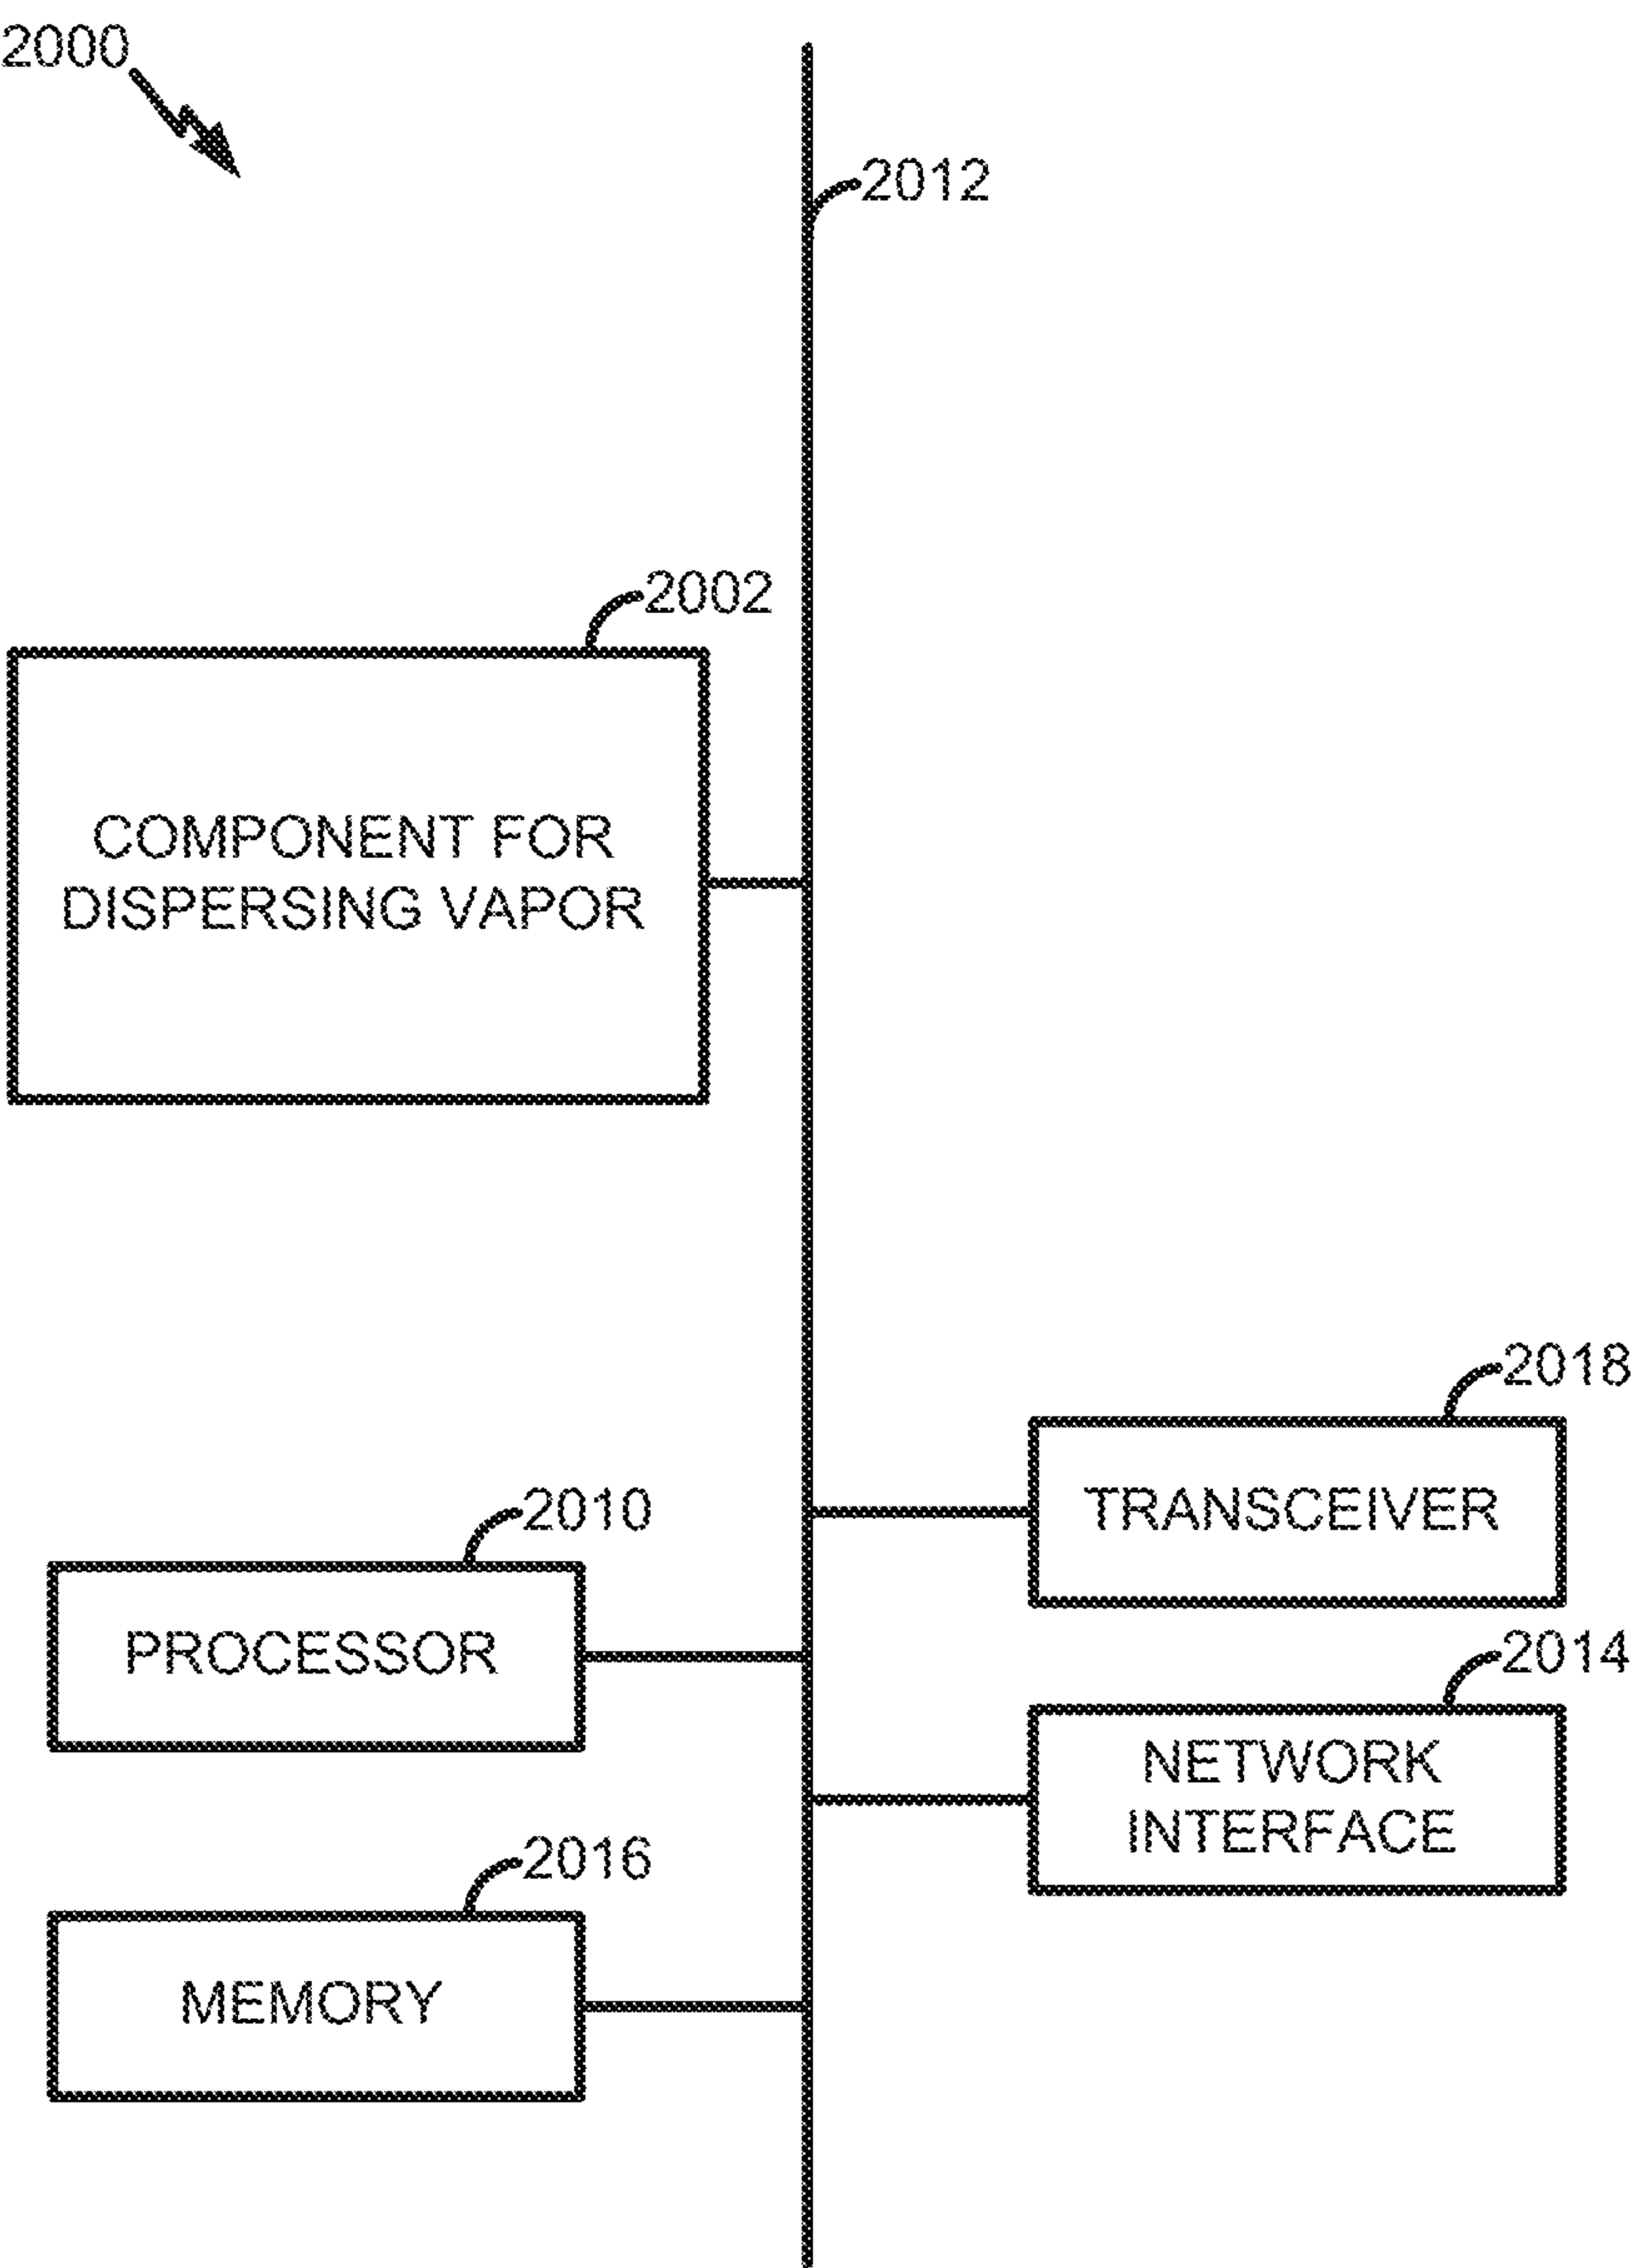 2000
2012
2002
COMPONENT FOR
DISPERSING VAPOR
2018
TRANSCEIVER
2010
PROCESSOR
2014
NETWORK
INTERFACE
2016
MEMORY